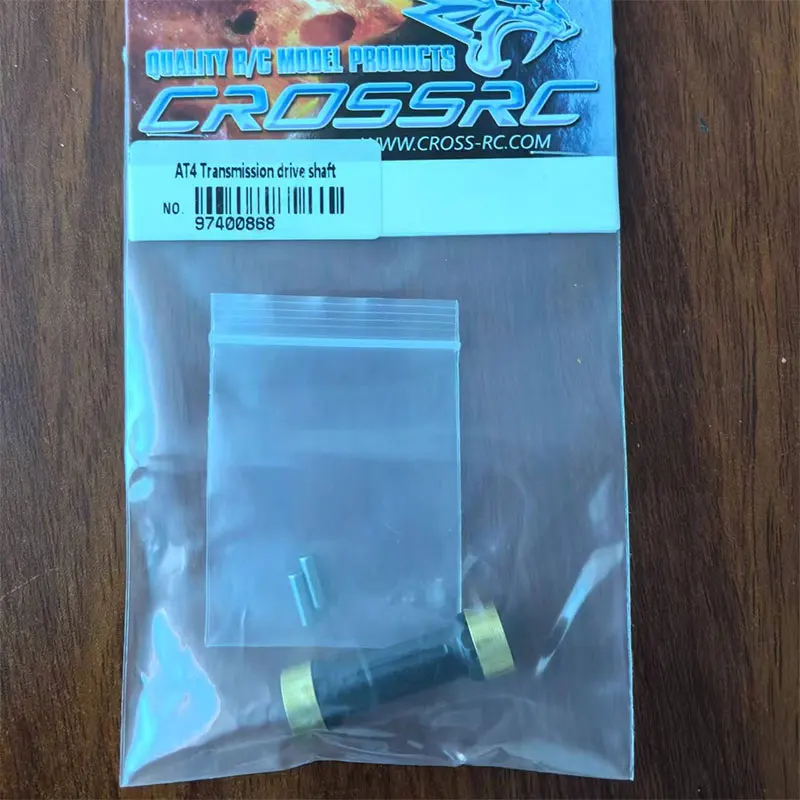 QUALITY R/C MODEL PRODUCTS
CROSSRC
WWW.CROSS-RC.COM
AT4 Transmission drive shaft
NO.
97400868